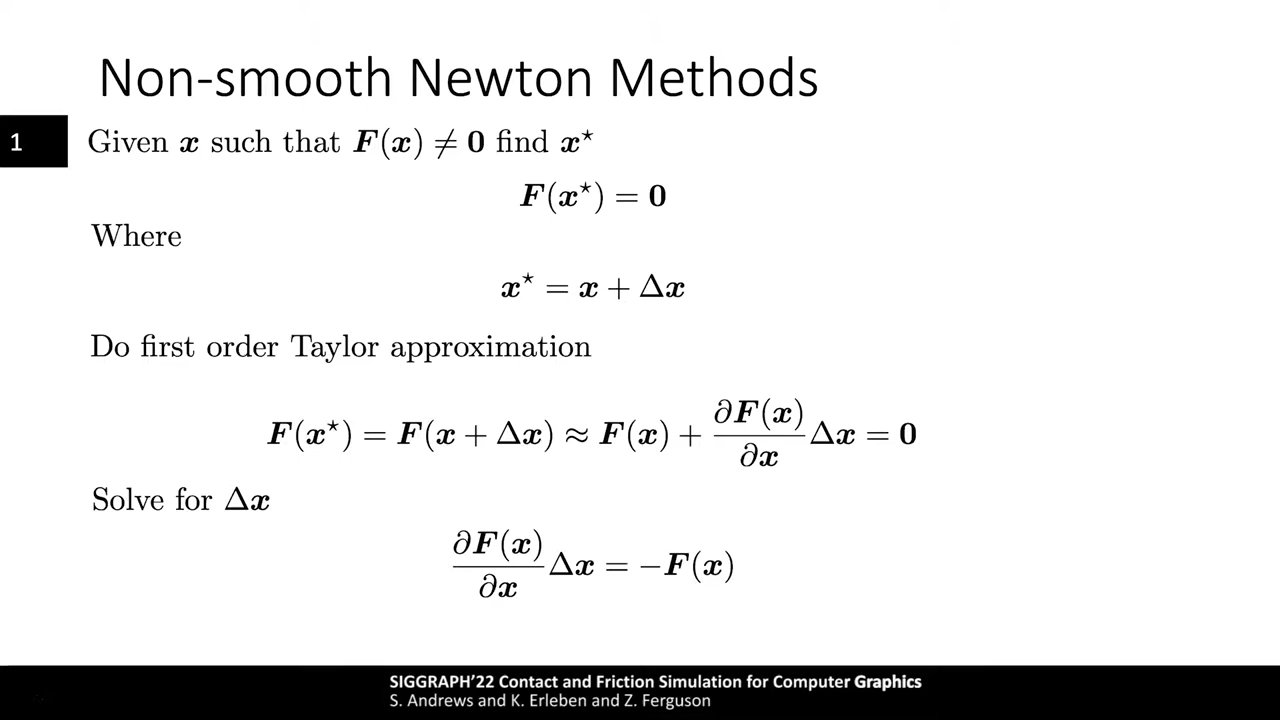 Non-smooth Newton Methods
1
Given x such that F(x) ≠ 0 find x⋆
F(x⋆) = 0
Where
x⋆ = x + Δx
Do first order Taylor approximation
F(x⋆) = F(x + Δx) ≈ F(x) + ∂F(x)/∂x Δx = 0
Solve for Δx
∂F(x)/∂x Δx = −F(x)
SIGGRAPH'22 Contact and Friction Simulation for Computer Graphics
S. Andrews and K. Erleben and Z. Ferguson